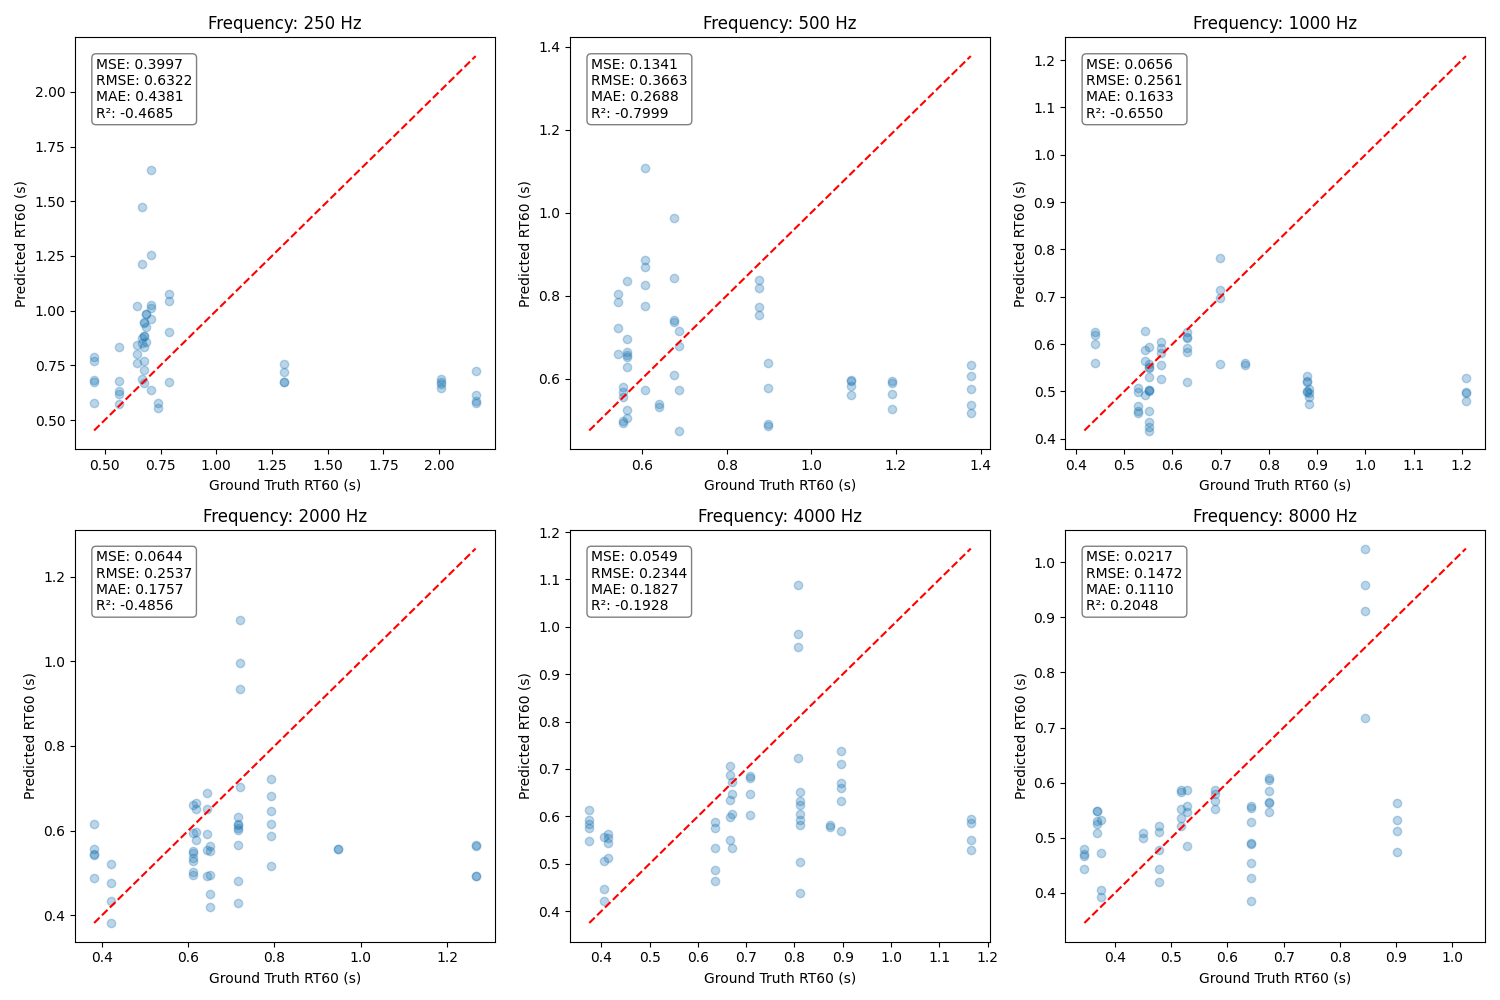 Frequency: 250 Hz
MSE: 0.3997
RMSE: 0.6322
MAE: 0.4381
R²: -0.4685
Predicted RT60 (s)
2.00
1.75
1.50
1.25
1.00
0.75
0.50
0.50 0.75 1.00 1.25 1.50 1.75 2.00
Ground Truth RT60 (s)
Frequency: 500 Hz
MSE: 0.1341
RMSE: 0.3663
MAE: 0.2688
R²: -0.7999
Predicted RT60 (s)
1.4
1.2
1.0
0.8
0.6
0.6 0.8 1.0 1.2 1.4
Ground Truth RT60 (s)
Frequency: 1000 Hz
MSE: 0.0656
RMSE: 0.2561
MAE: 0.1633
R²: -0.6550
Predicted RT60 (s)
1.2
1.1
1.0
0.9
0.8
0.7
0.6
0.5
0.4
0.4 0.5 0.6 0.7 0.8 0.9 1.0 1.1 1.2
Ground Truth RT60 (s)
Frequency: 2000 Hz
MSE: 0.0644
RMSE: 0.2537
MAE: 0.1757
R²: -0.4856
Predicted RT60 (s)
1.2
1.0
0.8
0.6
0.4
0.4 0.6 0.8 1.0 1.2
Ground Truth RT60 (s)
Frequency: 4000 Hz
MSE: 0.0549
RMSE: 0.2344
MAE: 0.1827
R²: -0.1928
Predicted RT60 (s)
1.2
1.1
1.0
0.9
0.8
0.7
0.6
0.5
0.4
0.4 0.5 0.6 0.7 0.8 0.9 1.0 1.1 1.2
Ground Truth RT60 (s)
Frequency: 8000 Hz
MSE: 0.0217
RMSE: 0.1472
MAE: 0.1110
R²: 0.2048
Predicted RT60 (s)
1.0
0.9
0.8
0.7
0.6
0.5
0.4
0.4 0.5 0.6 0.7 0.8 0.9 1.0
Ground Truth RT60 (s)